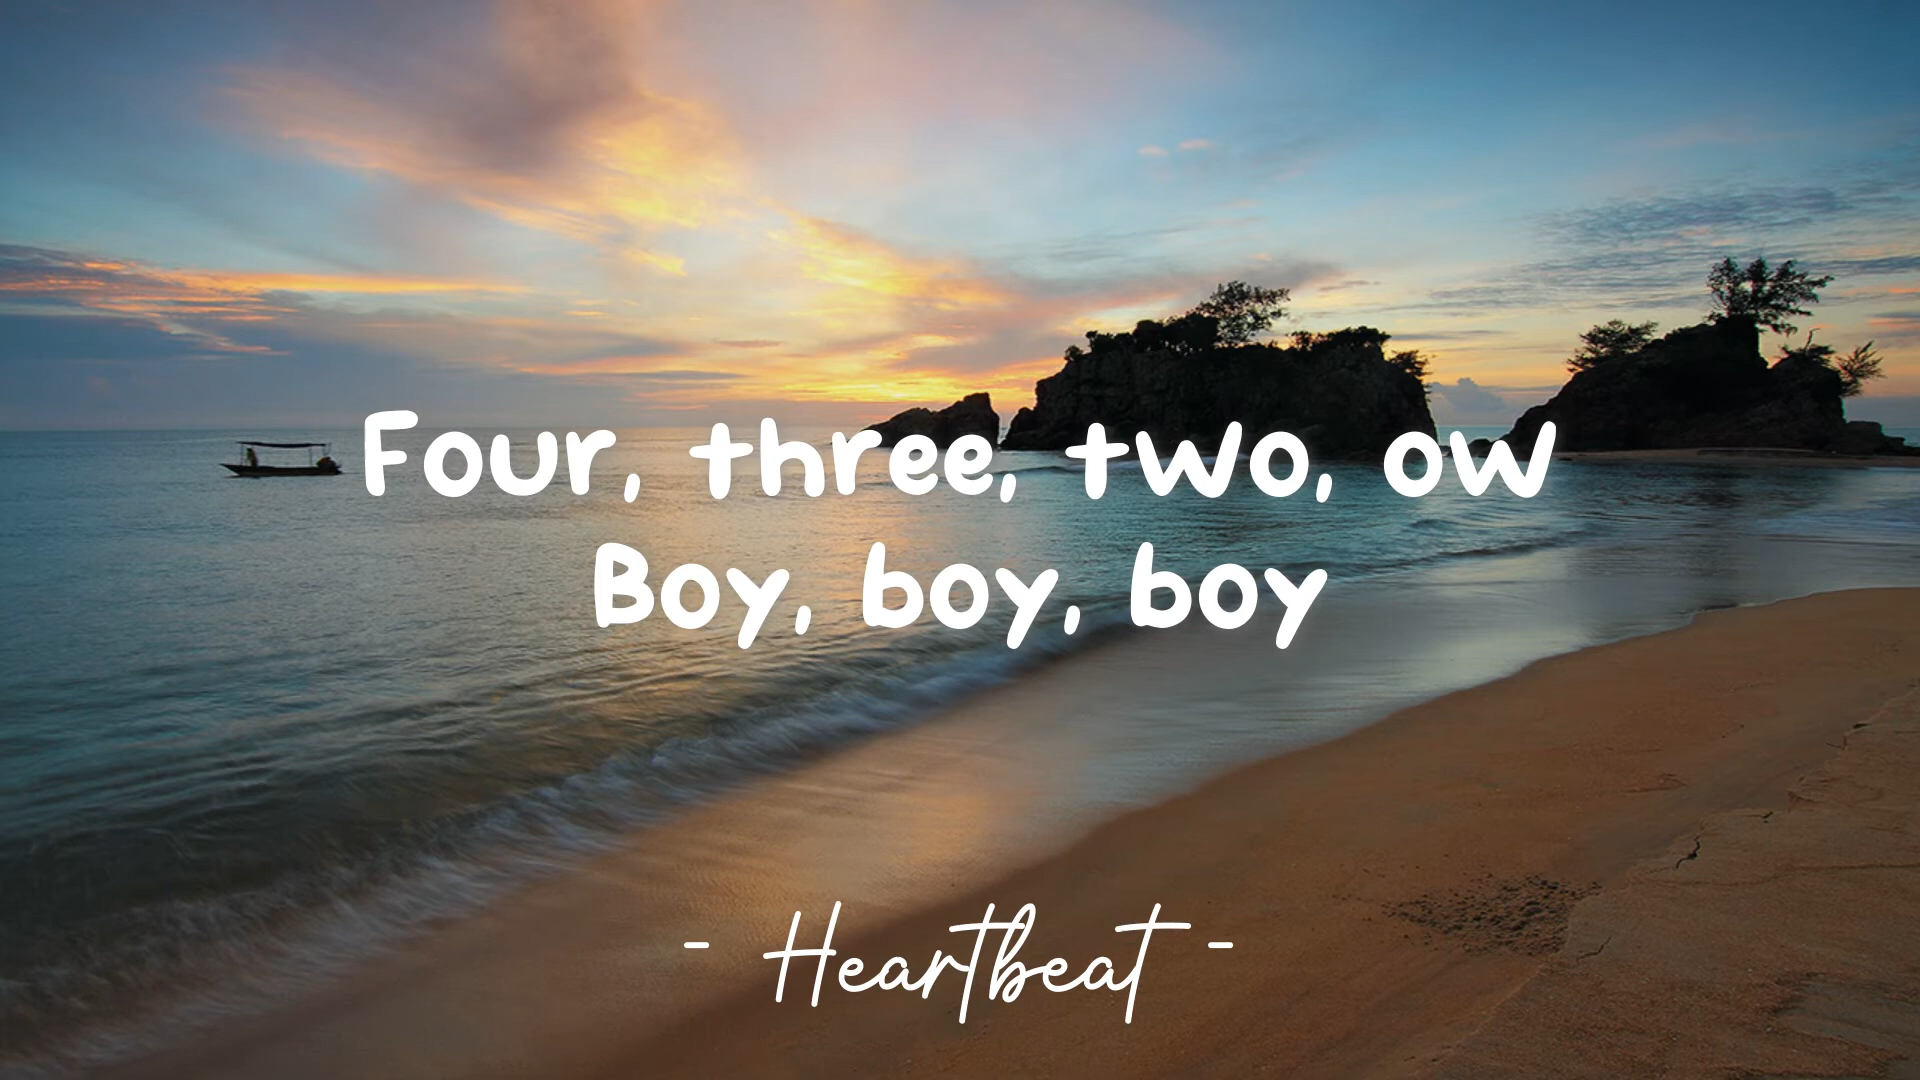 Four, three, two, ow
Boy, boy, boy
- Heartbeat -